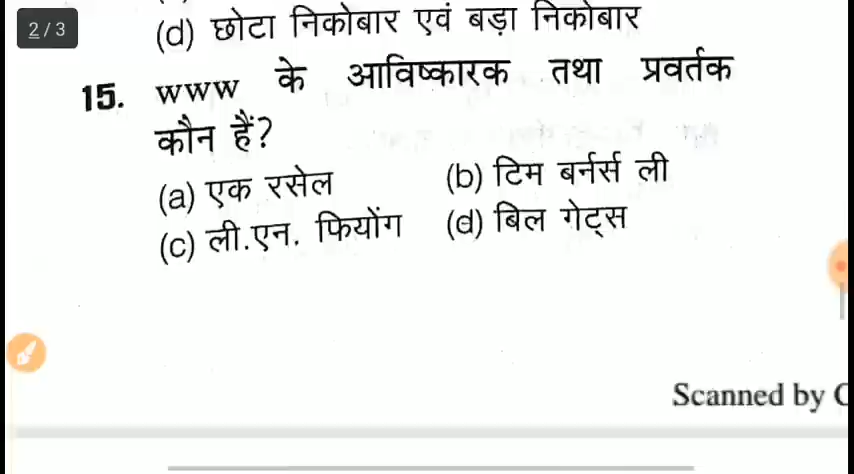 2/3
(d) छोटा निकोबार एवं बड़ा निकोबार
15. www के आविष्कारक तथा प्रवर्तक
कौन हैं?
(a) एक रसेल (b) टिम बर्नर्स ली
(c) ली.एन. फियोंग (d) बिल गेट्स
Scanned by